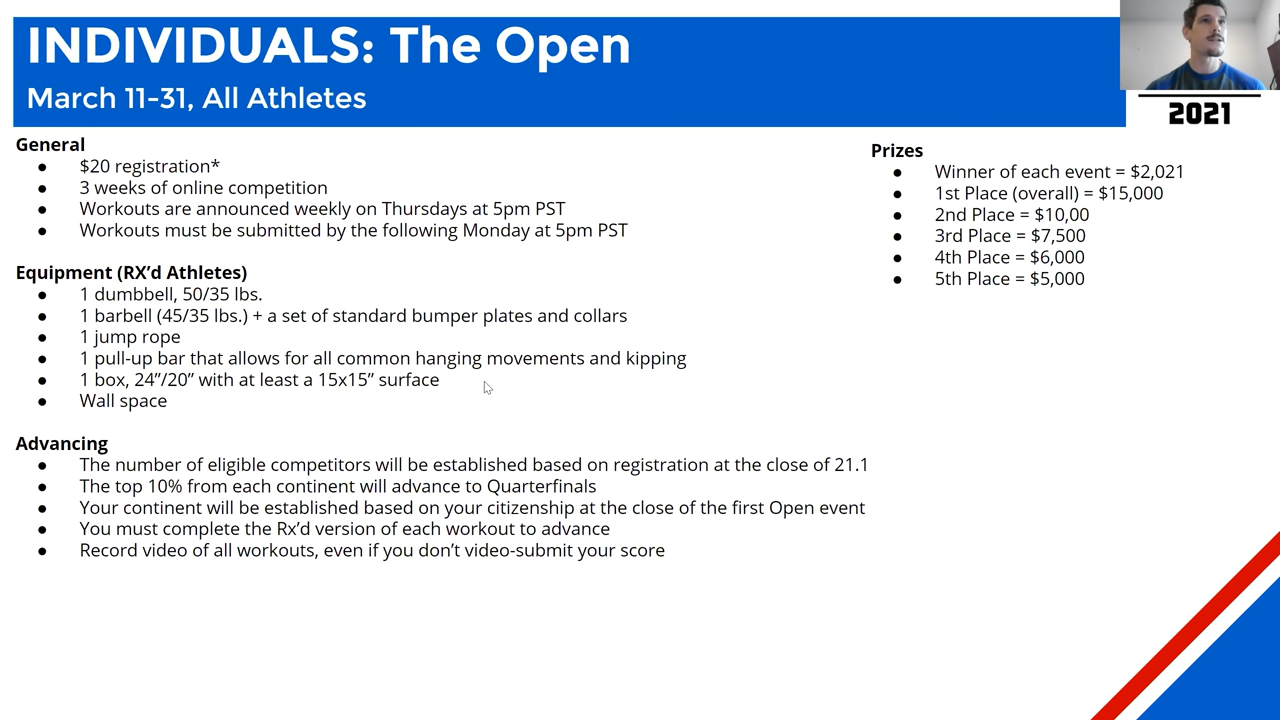 INDIVIDUALS: The Open
March 11-31, All Athletes
2021
General
● $20 registration*
● 3 weeks of online competition
● Workouts are announced weekly on Thursdays at 5pm PST
● Workouts must be submitted by the following Monday at 5pm PST
Equipment (RX’d Athletes)
● 1 dumbbell, 50/35 lbs.
● 1 barbell (45/35 lbs.) + a set of standard bumper plates and collars
● 1 jump rope
● 1 pull-up bar that allows for all common hanging movements and kipping
● 1 box, 24”/20” with at least a 15x15” surface
● Wall space
Advancing
● The number of eligible competitors will be established based on registration at the close of 21.1
● The top 10% from each continent will advance to Quarterfinals
● Your continent will be established based on your citizenship at the close of the first Open event
● You must complete the Rx’d version of each workout to advance
● Record video of all workouts, even if you don’t video-submit your score
Prizes
● Winner of each event = $2,021
● 1st Place (overall) = $15,000
● 2nd Place = $10,00
● 3rd Place = $7,500
● 4th Place = $6,000
● 5th Place = $5,000